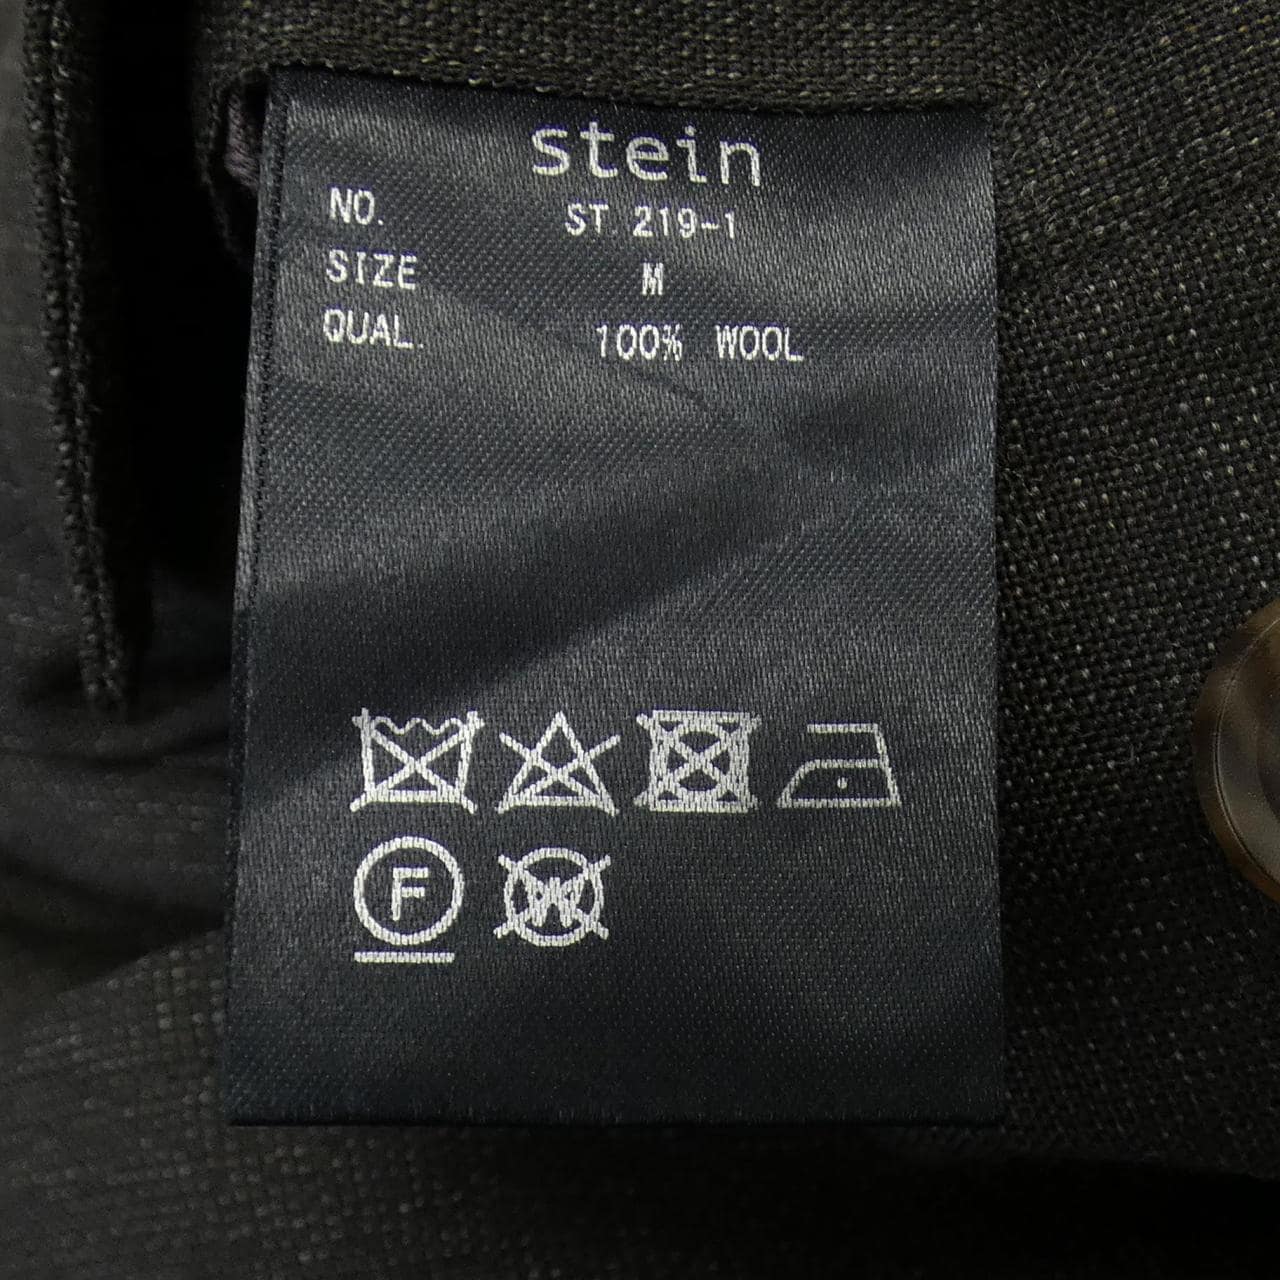 stein
NO. ST 219-1
SIZE M
QUAL. 100% WOOL
F
W